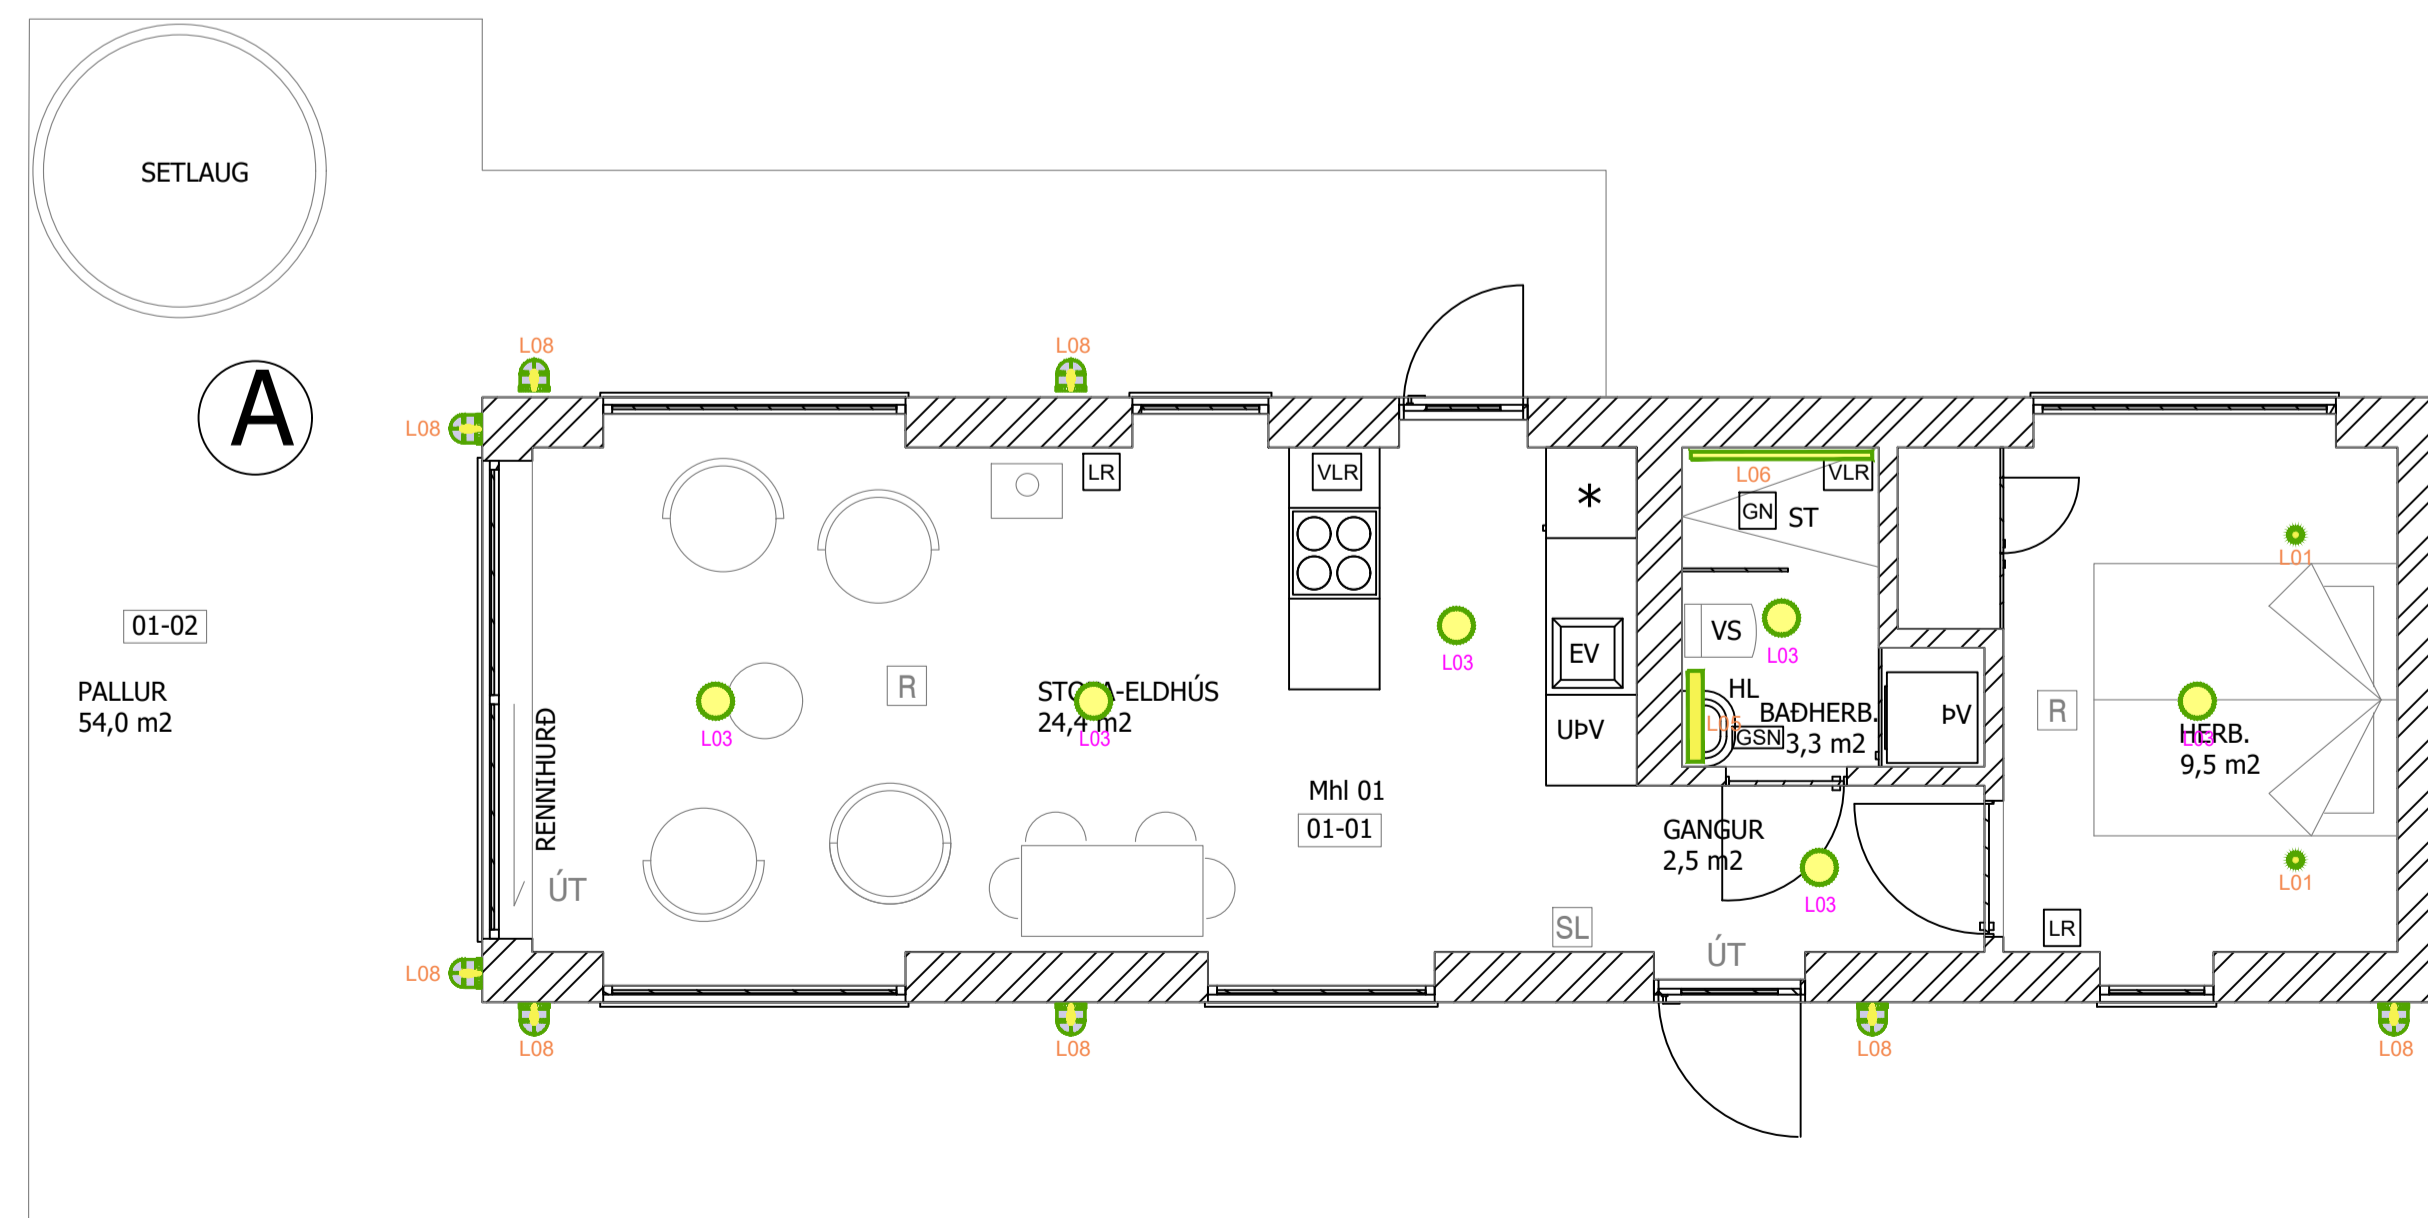 SETLAUG
A
L08
L08
L08
LR
VLR
*
L06
VLR
GN
ST
L01
01-02
PALLUR
54,0 m2
RENNIHURÐ
ÚT
L03
R
STOFA-ELDHÚS
24,4 m2
L03
L03
EV
UÞV
VS
L03
HL
L05
BAÐHERB.
3,3 m2
GSN
ÞV
R
HERB.
9,5 m2
L03
Mhl 01
01-01
GANGUR
2,5 m2
L03
L01
SL
ÚT
LR
L08
L08
L08
L08
L08